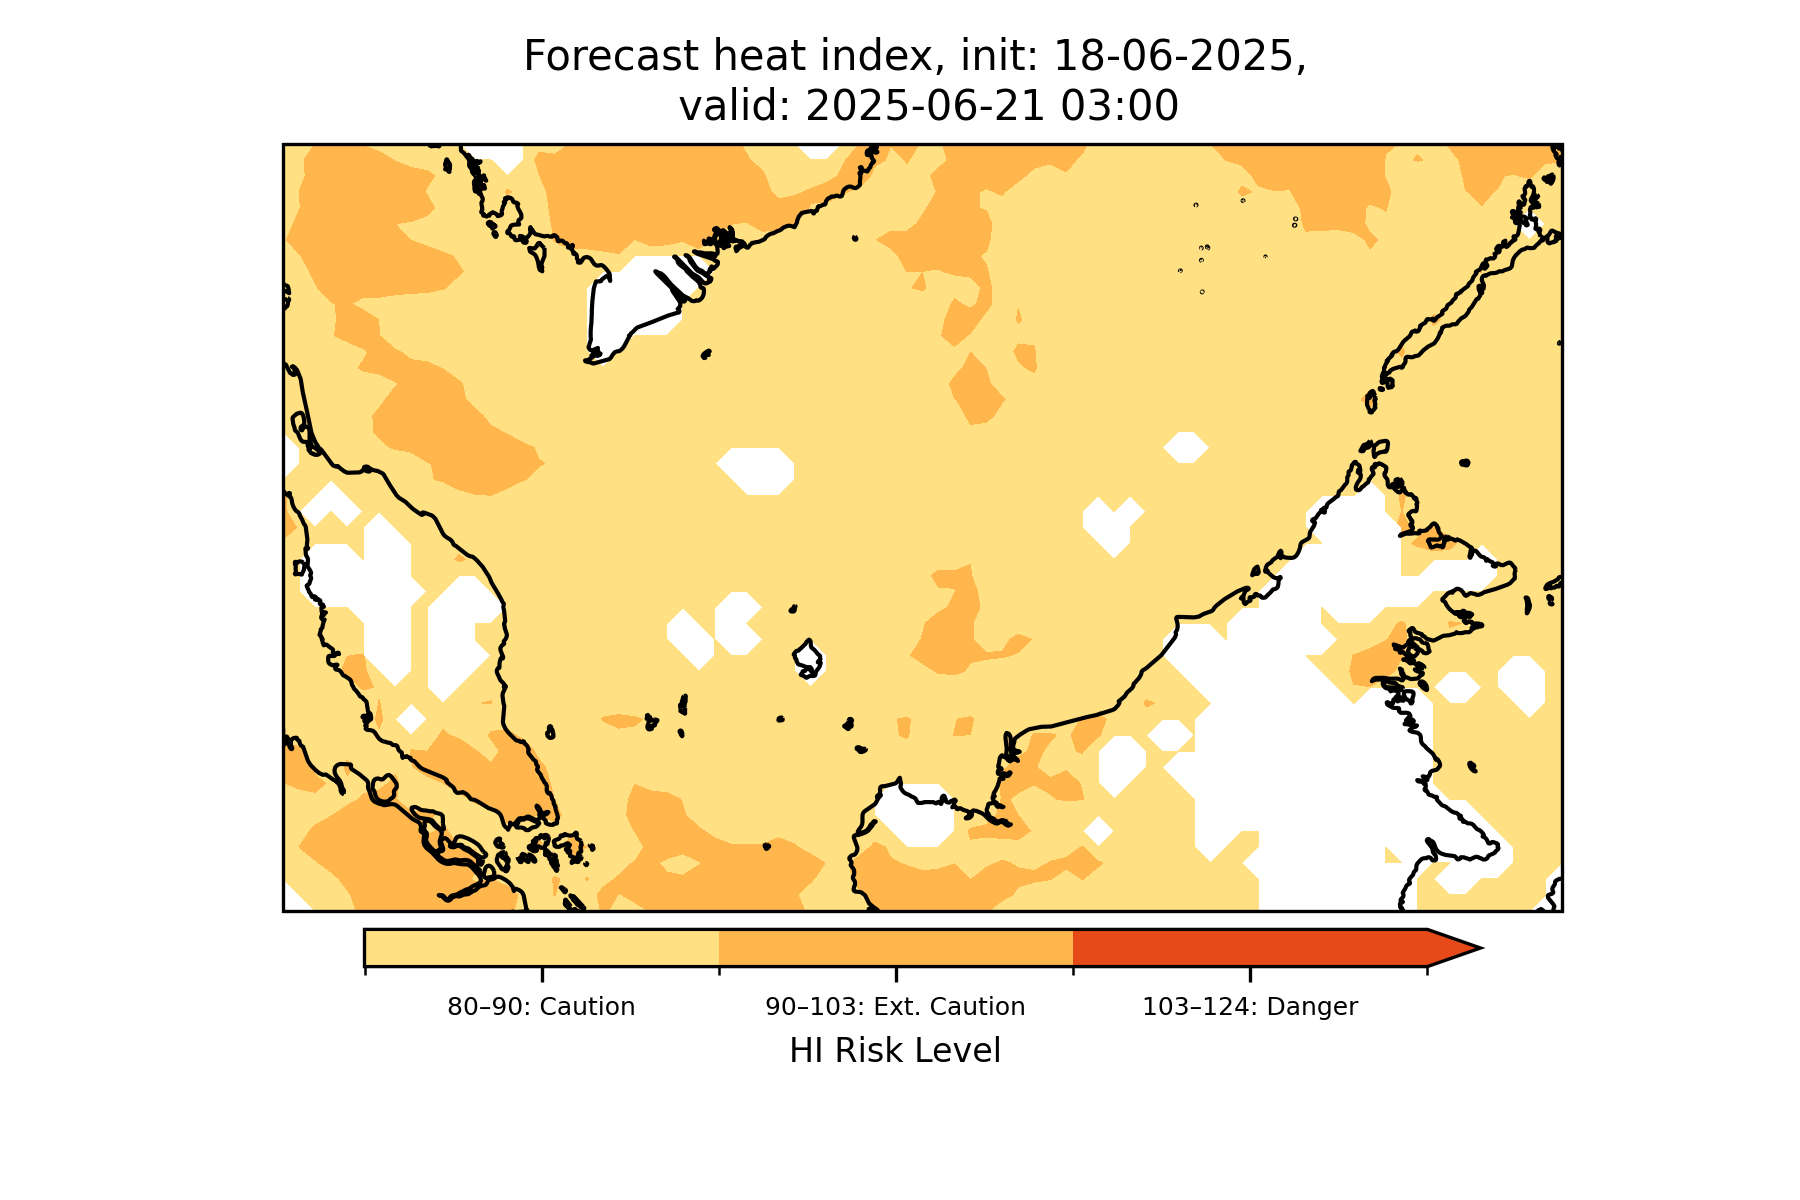 Forecast heat index, init: 18-06-2025,
valid: 2025-06-21 03:00
80–90: Caution
90–103: Ext. Caution
103–124: Danger
HI Risk Level